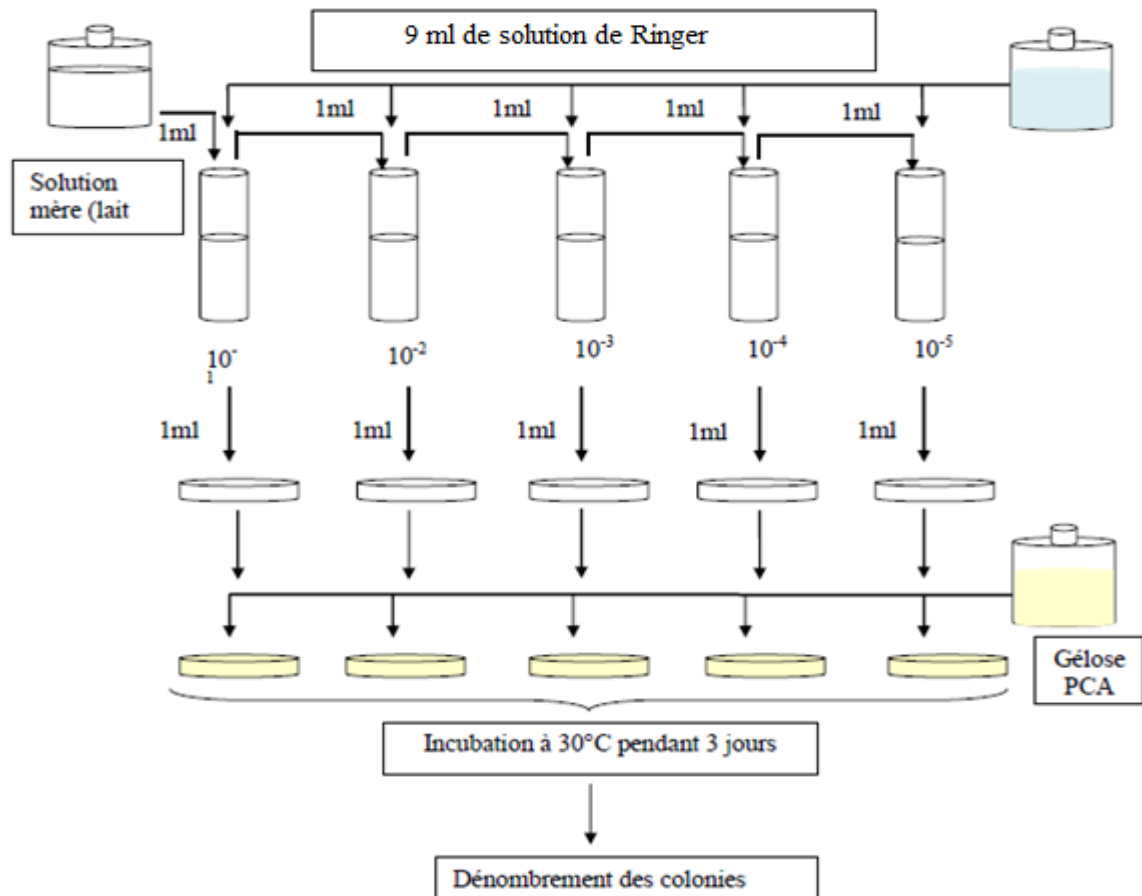 9 ml de solution de Ringer
1ml
1ml
1ml
1ml
1ml
Solution
mère (lait
10⁻
1
10⁻²
10⁻³
10⁻⁴
10⁻⁵
1ml
1ml
1ml
1ml
1ml
Gélose
PCA
Incubation à 30°C pendant 3 jours
Dénombrement des colonies